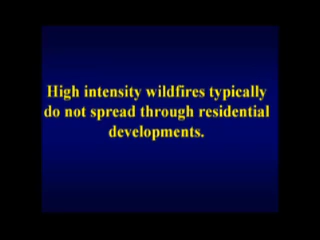 High intensity wildfires typically
do not spread through residential
developments.